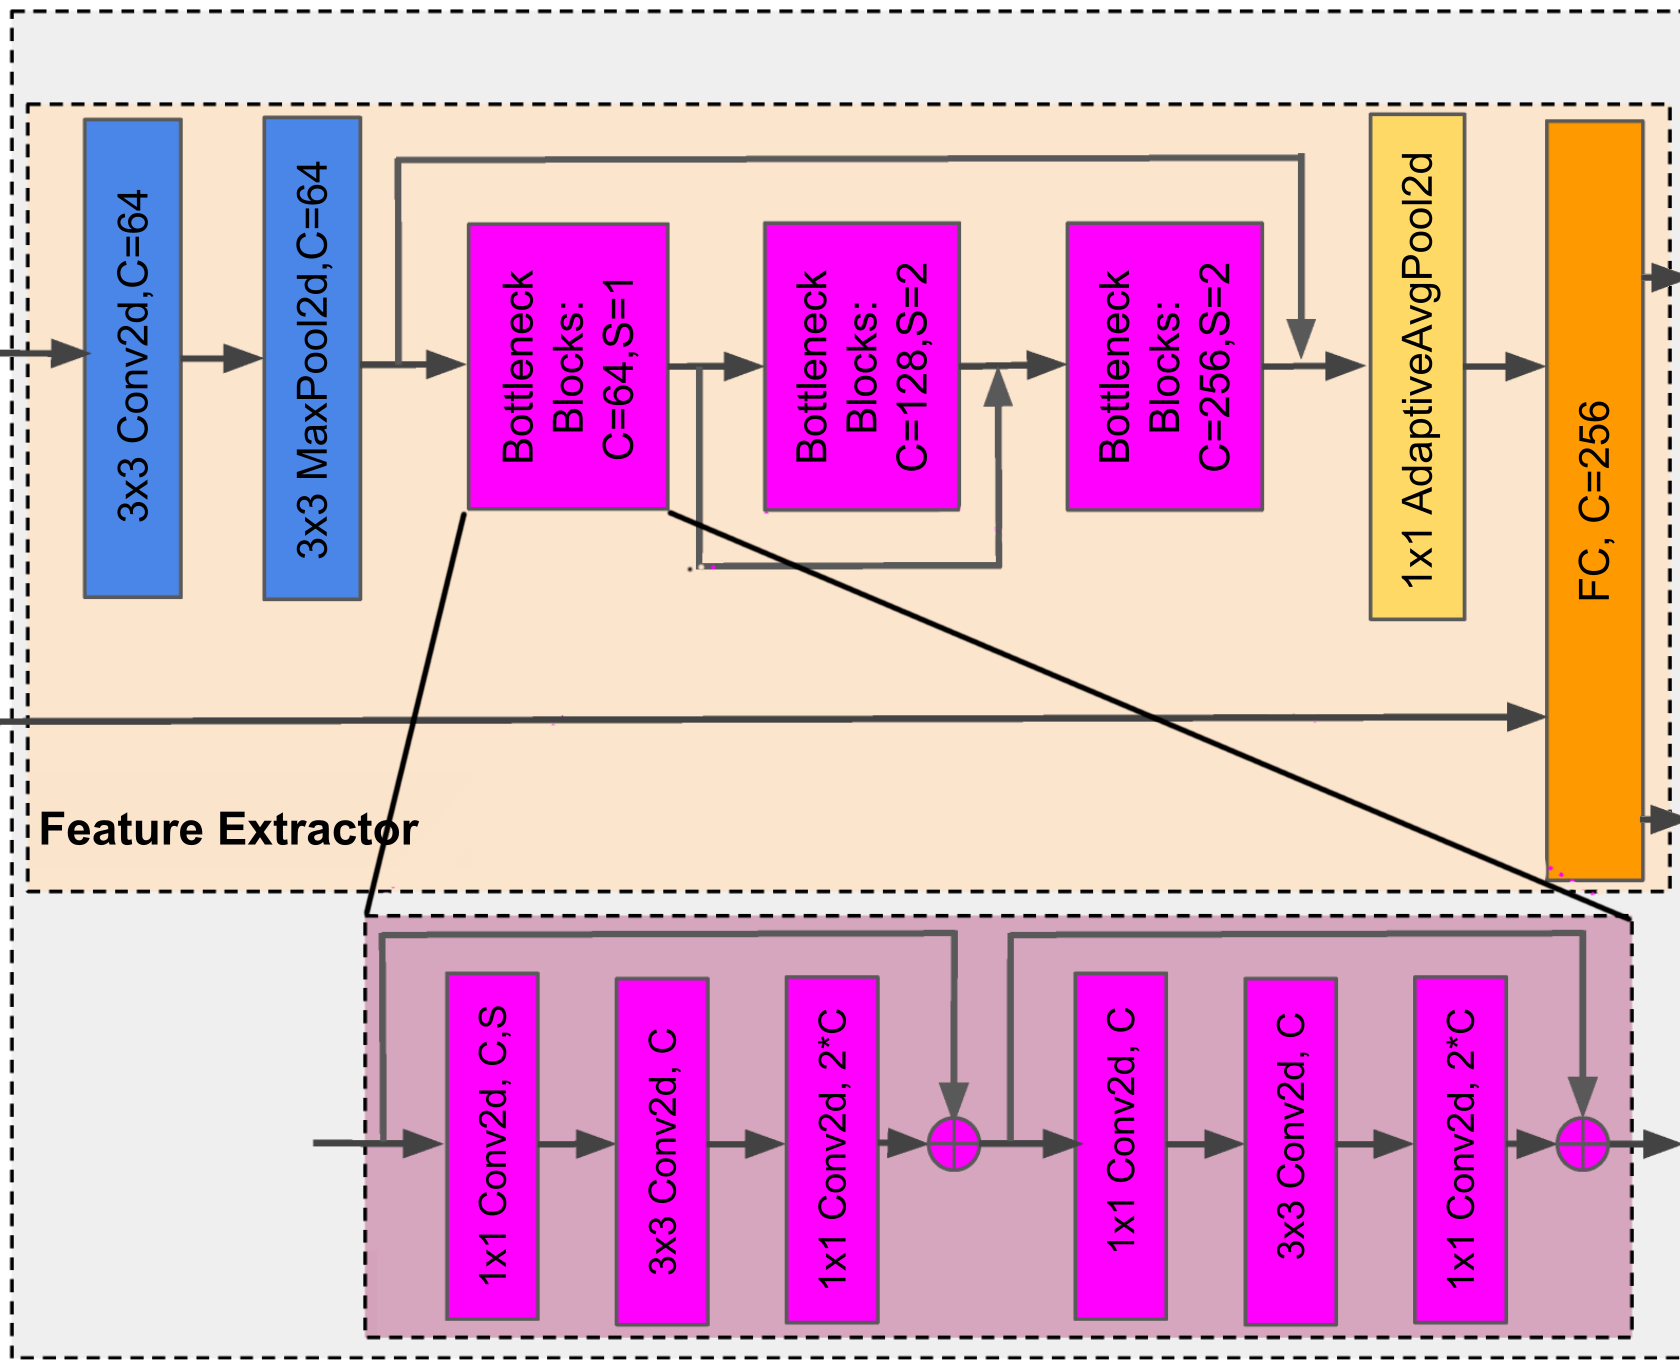 3x3 Conv2d,C=64
3x3 MaxPool2d,C=64
Bottleneck
Blocks:
C=64,S=1
Bottleneck
Blocks:
C=128,S=2
Bottleneck
Blocks:
C=256,S=2
1x1 AdaptiveAvgPool2d
FC, C=256
Feature Extractor
1x1 Conv2d, C,S
3x3 Conv2d, C
1x1 Conv2d, 2*C
1x1 Conv2d, C
3x3 Conv2d, C
1x1 Conv2d, 2*C